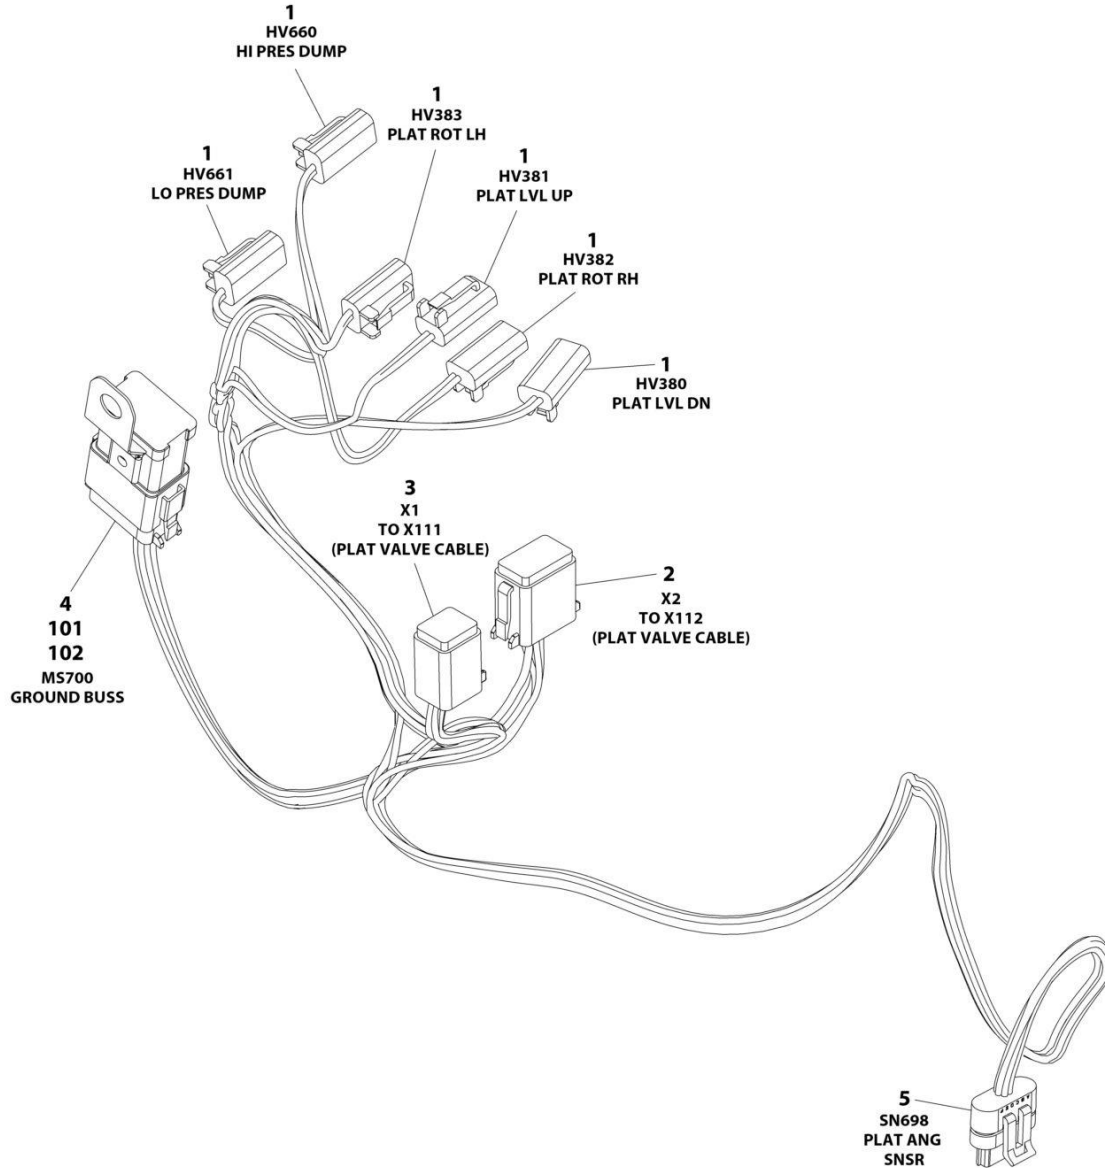 1
HV660
HI PRES DUMP
1
HV383
PLAT ROT LH
1
HV661
LO PRES DUMP
1
HV381
PLAT LVL UP
1
HV382
PLAT ROT RH
1
HV380
PLAT LVL DN
3
X1
TO X111
(PLAT VALVE CABLE)
2
X2
TO X112
(PLAT VALVE CABLE)
4
101
102
MS700
GROUND BUSS
5
SN698
PLAT ANG
SNSR